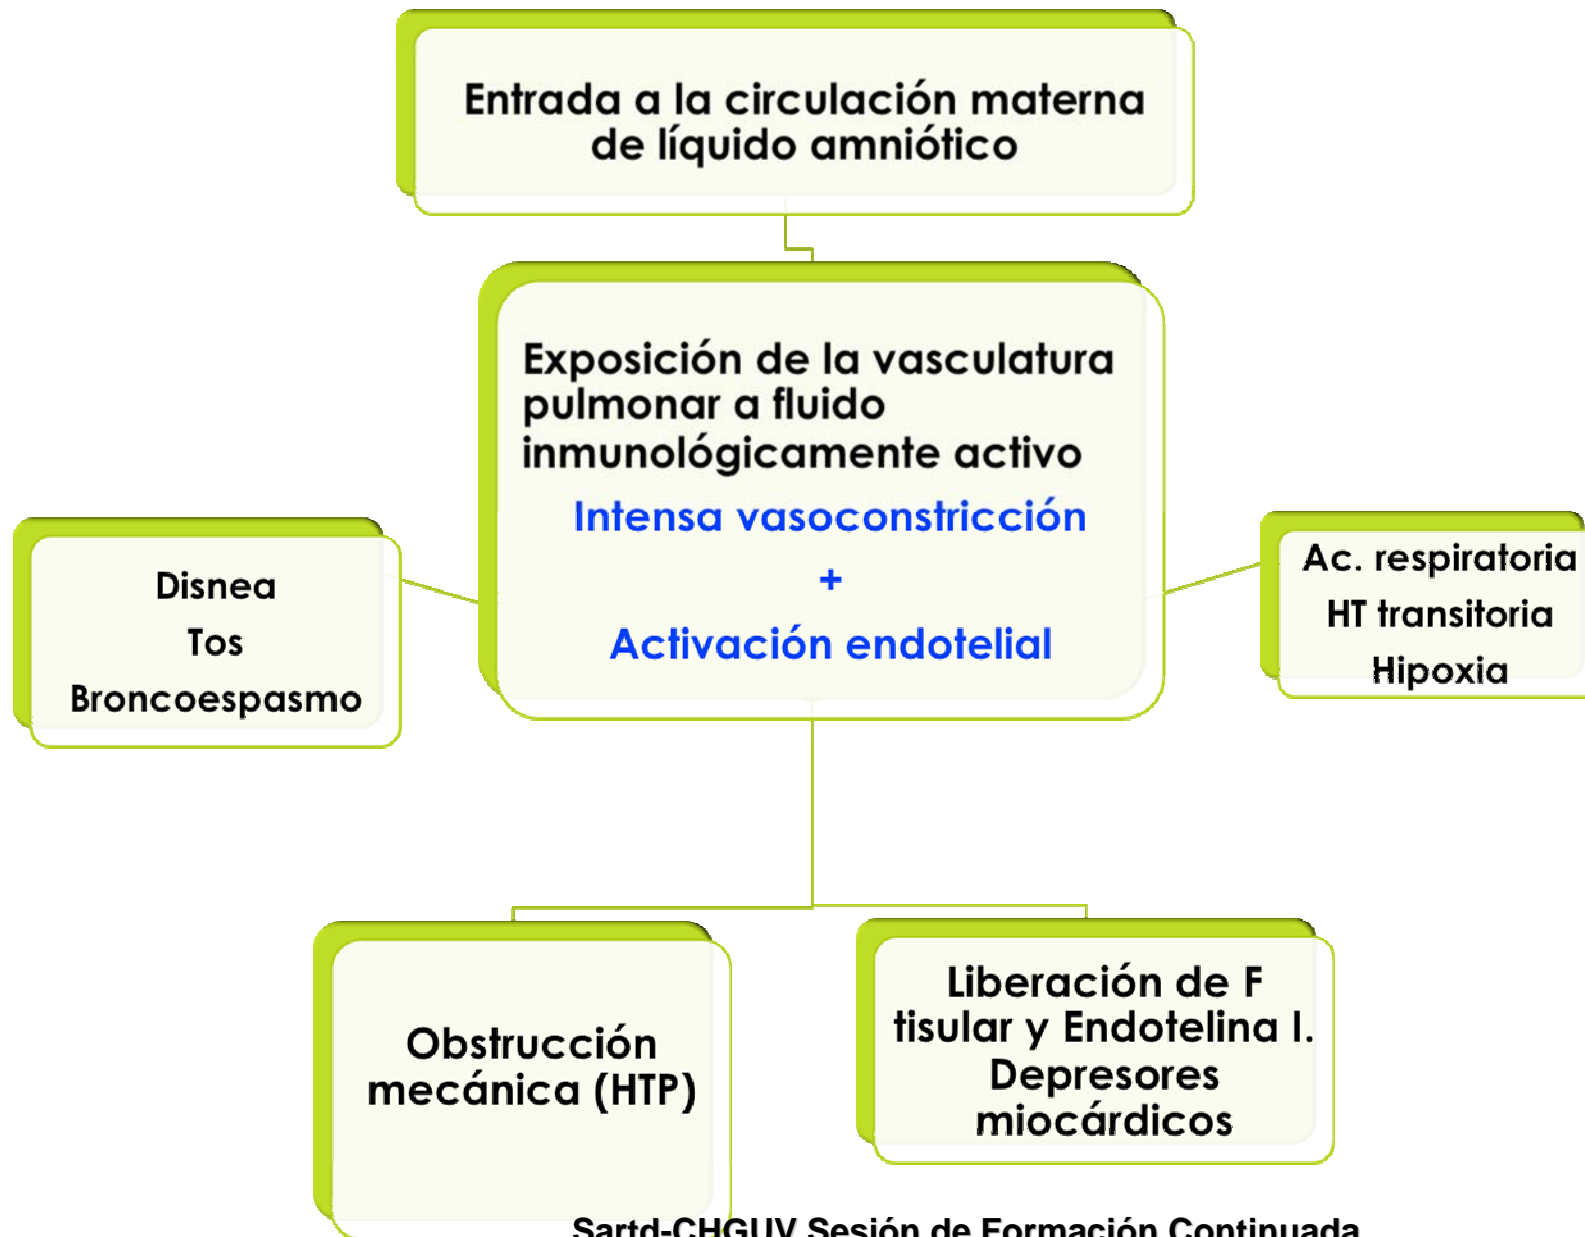 Entrada a la circulación materna
de líquido amniótico
Exposición de la vasculatura
pulmonar a fluido
inmunológicamente activo
Intensa vasoconstricción
+
Activación endotelial
Disnea
Tos
Broncoespasmo
Ac. respiratoria
HT transitoria
Hipoxia
Obstrucción
mecánica (HTP)
Liberación de F
tisular y Endotelina I.
Depresores
miocárdicos
Sartd-CHGUV Sesión de Formación Continuada